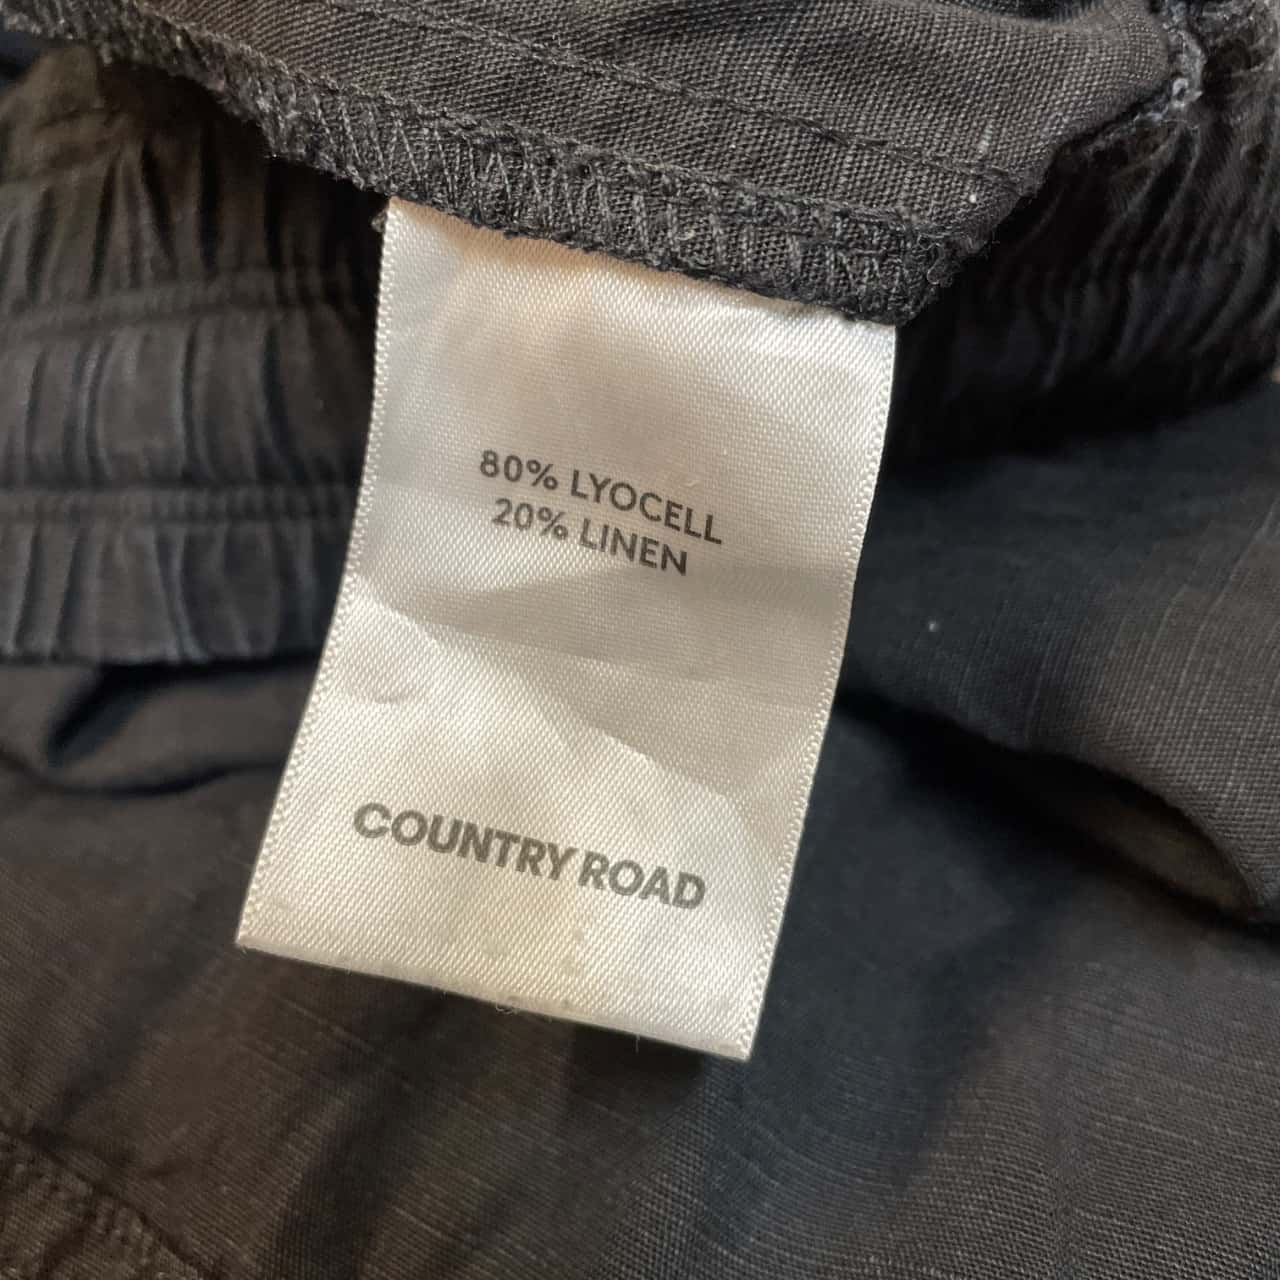 80% LYOCELL
20% LINEN
COUNTRY ROAD